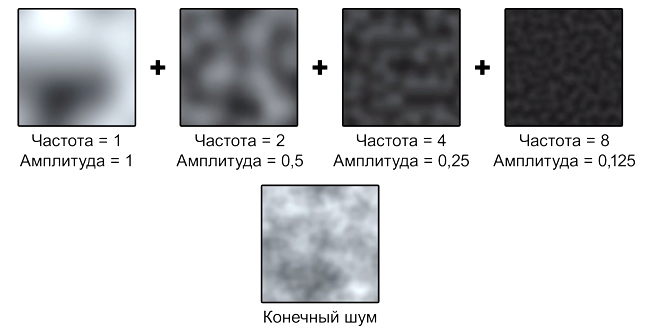 Частота = 1
Амплитуда = 1
Частота = 2
Амплитуда = 0,5
Частота = 4
Амплитуда = 0,25
Частота = 8
Амплитуда = 0,125
Конечный шум